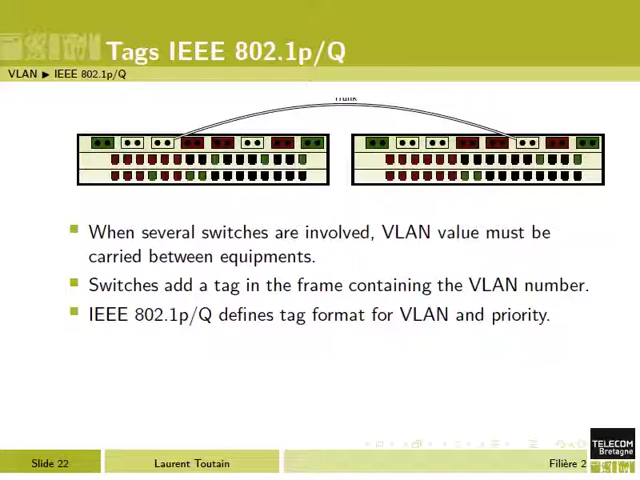 Tags IEEE 802.1p/Q
VLAN ▶ IEEE 802.1p/Q
Trunk
When several switches are involved, VLAN value must be
carried between equipments.
Switches add a tag in the frame containing the VLAN number.
IEEE 802.1p/Q defines tag format for VLAN and priority.
TELECOM
Bretagne
Slide 22
Laurent Toutain
Filière 2